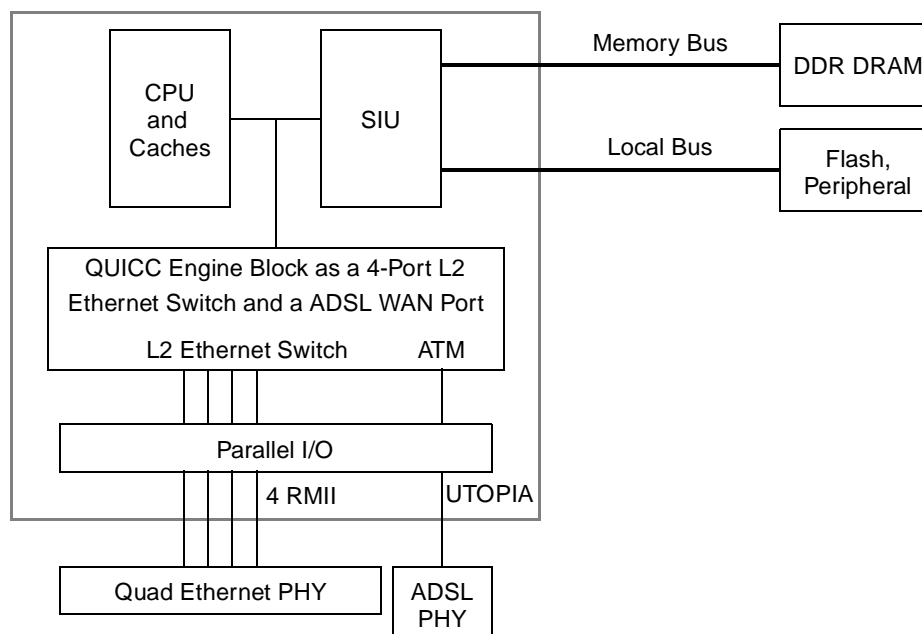 Memory Bus
DDR DRAM
CPU
and
Caches
SIU
Local Bus
Flash,
Peripheral
QUICC Engine Block as a 4-Port L2
Ethernet Switch and a ADSL WAN Port
L2 Ethernet Switch
ATM
Parallel I/O
4 RMII
UTOPIA
Quad Ethernet PHY
ADSL
PHY